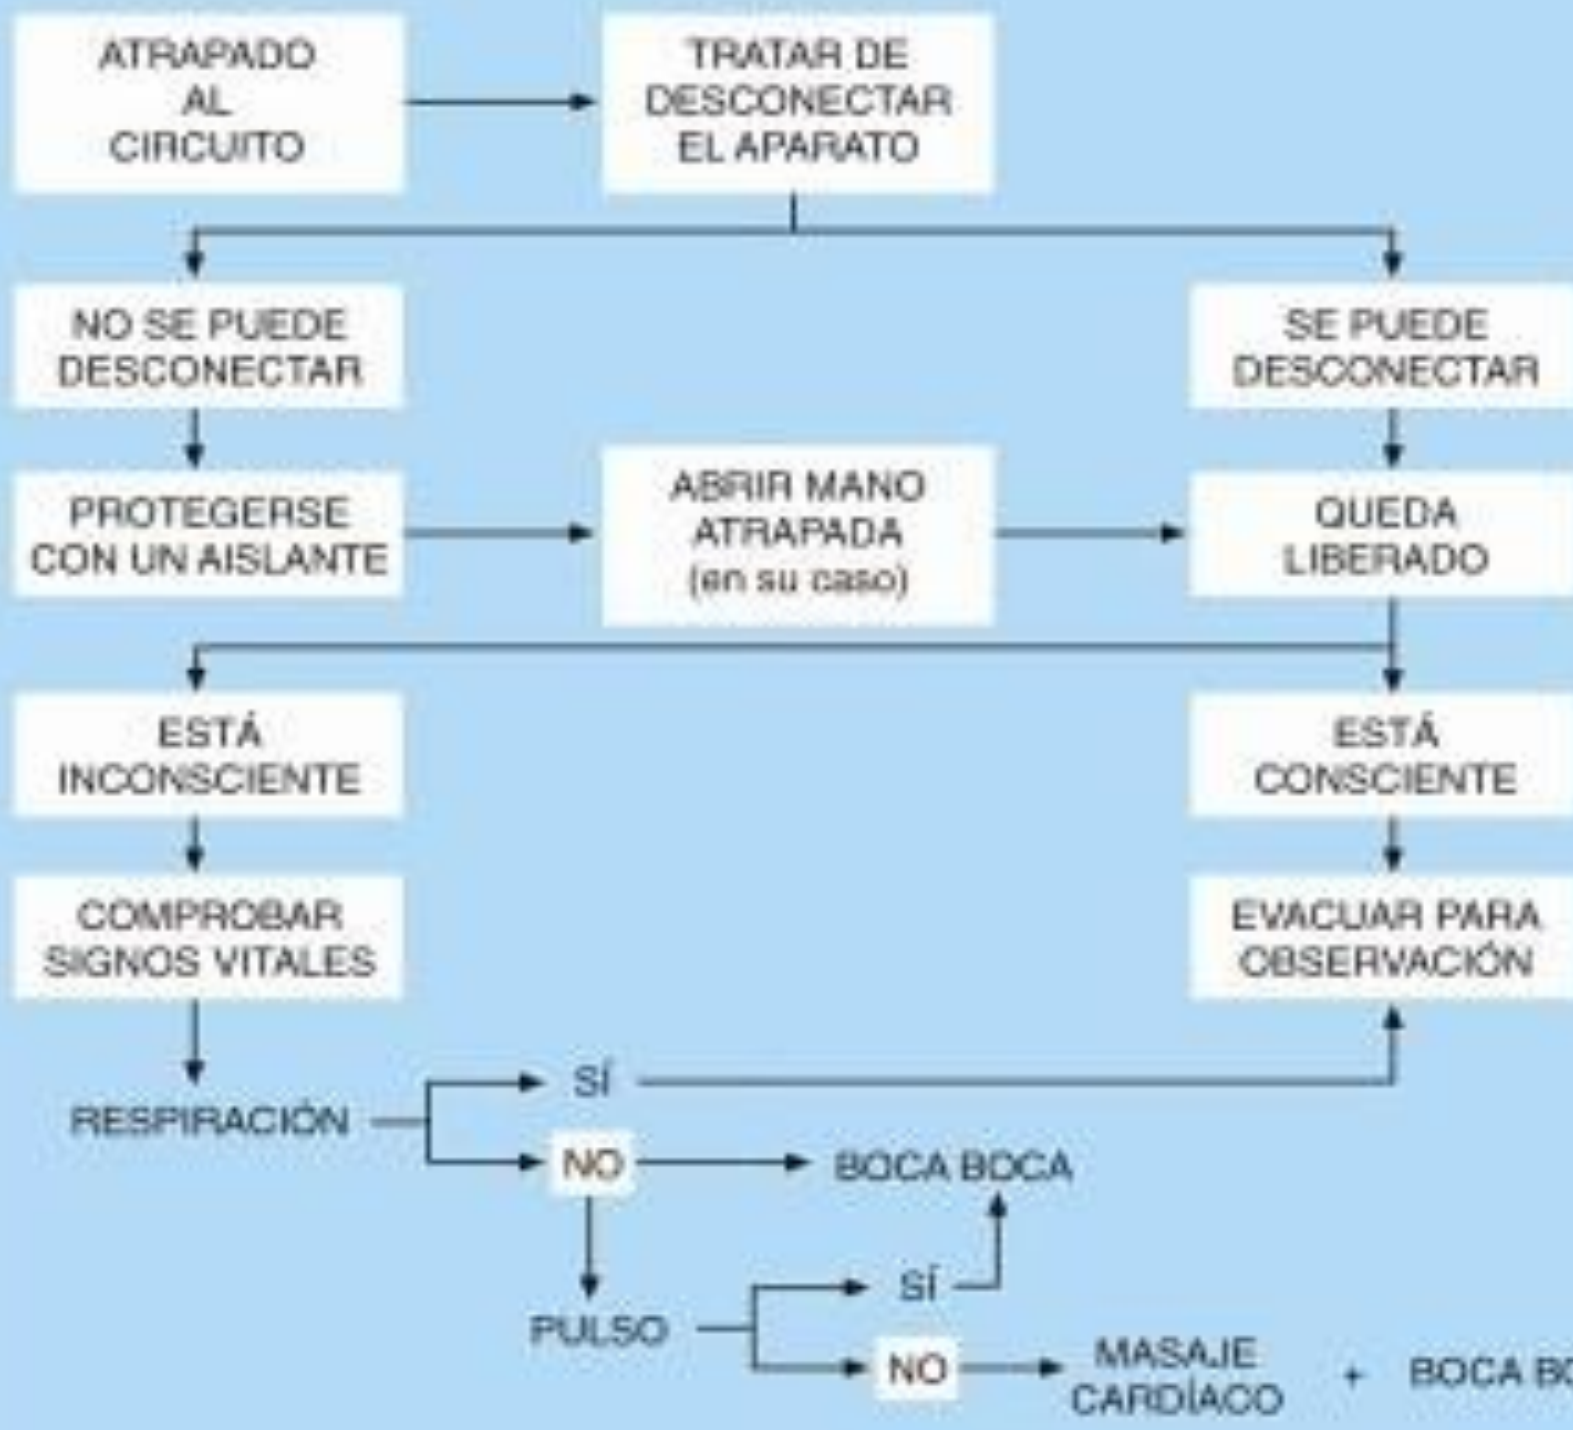 ATRAPADO
AL
CIRCUITO
TRATAR DE
DESCONECTAR
EL APARATO
NO SE PUEDE
DESCONECTAR
SE PUEDE
DESCONECTAR
PROTEGERSE
CON UN AISLANTE
ABRIR MANO
ATRAPADA
(en su caso)
QUEDA
LIBERADO
ESTÁ
INCONSCIENTE
ESTÁ
CONSCIENTE
COMPROBAR
SIGNOS VITALES
EVACUAR PARA
OBSERVACIÓN
SÍ
RESPIRACIÓN
NO
BOCA BOCA
SÍ
PULSO
NO
MASAJE
CARDÍACO
+ BOCA